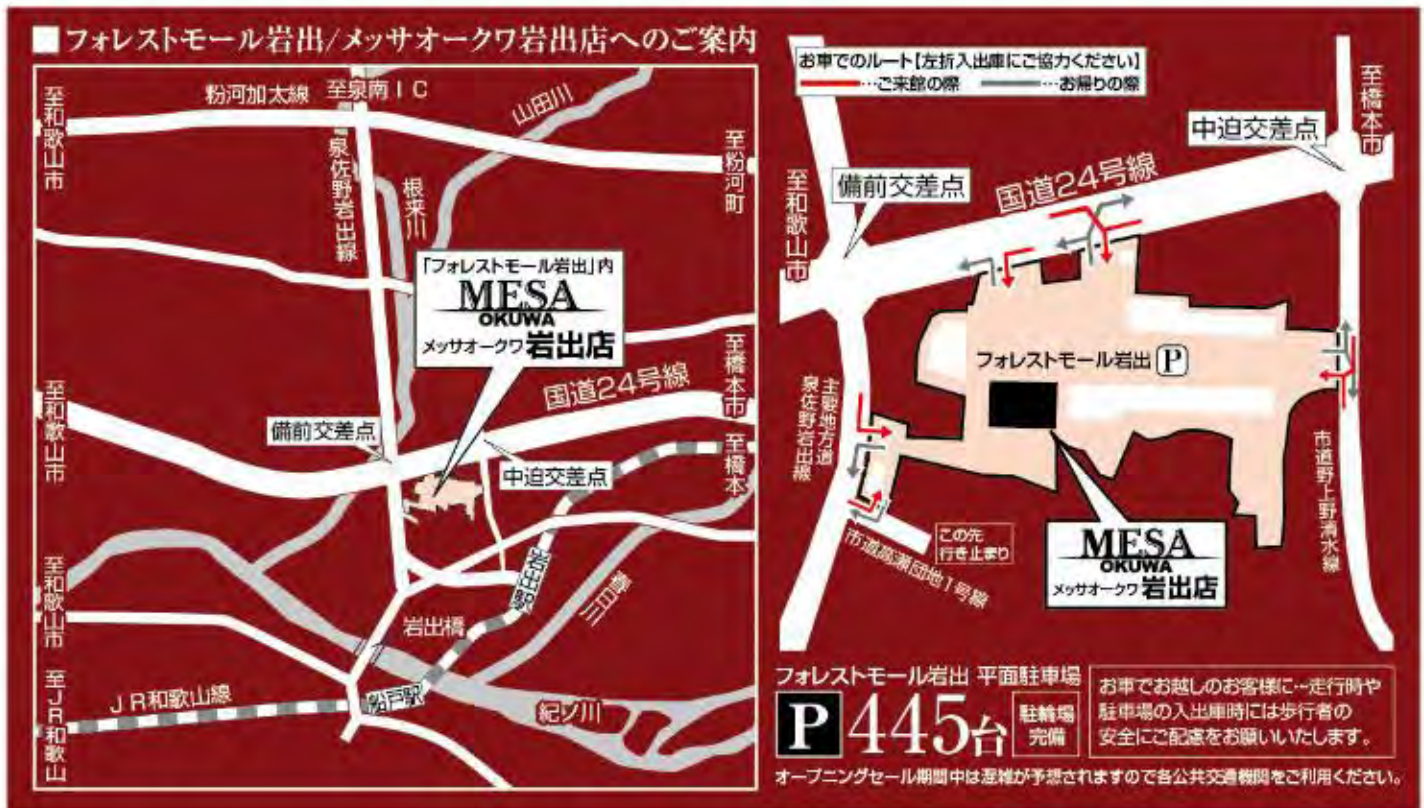 ■フォレストモール岩出/メッサオークワ岩出店へのご案内
至和歌山市
粉河加太線
至泉南IC
山田川
至粉河町
泉佐野岩出線
根来川
「フォレストモール岩出」内
MESA
OKUWA
メッサオークワ 岩出店
至和歌山市
国道24号線
至橋本市
備前交差点
中迫交差点
至橋本
至和歌山市
岩出駅
岩出橋
至JR和歌山
JR和歌山線
船戸駅
紀ノ川
お車でのルート【左折入出庫にご協力ください】
…ご来館の際
…お帰りの際
至橋本市
中迫交差点
備前交差点
国道24号線
至和歌山市
フォレストモール岩出 P
主要地方道
泉佐野岩出線
この先
行き止まり
市道高瀬団地1号線
市道野上野清水線
MESA
OKUWA
メッサオークワ 岩出店
フォレストモール岩出 平面駐車場
P 445台
駐輪場
完備
お車でお越しのお客様に…走行時や
駐車場の入出庫時には歩行者の
安全にご配慮をお願いいたします。
オープニングセール期間中は混雑が予想されますので各公共交通機関をご利用ください。